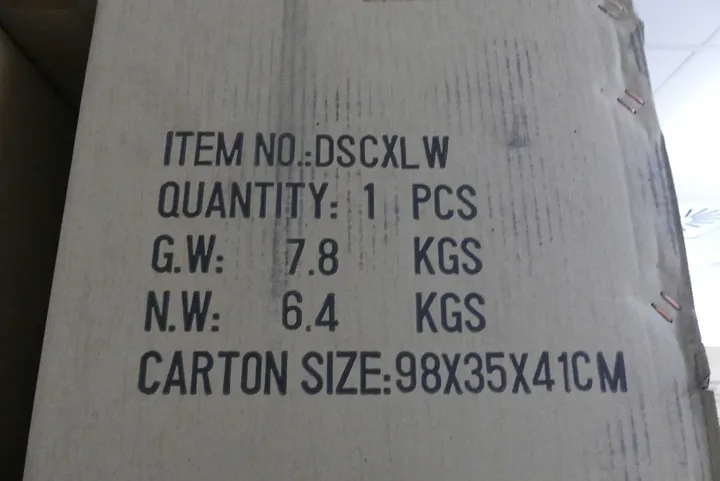 ITEM NO.:DSCXLW
QUANTITY: 1 PCS
G.W: 7.8 KGS
N.W: 6.4 KGS
CARTON SIZE:98X35X41CM